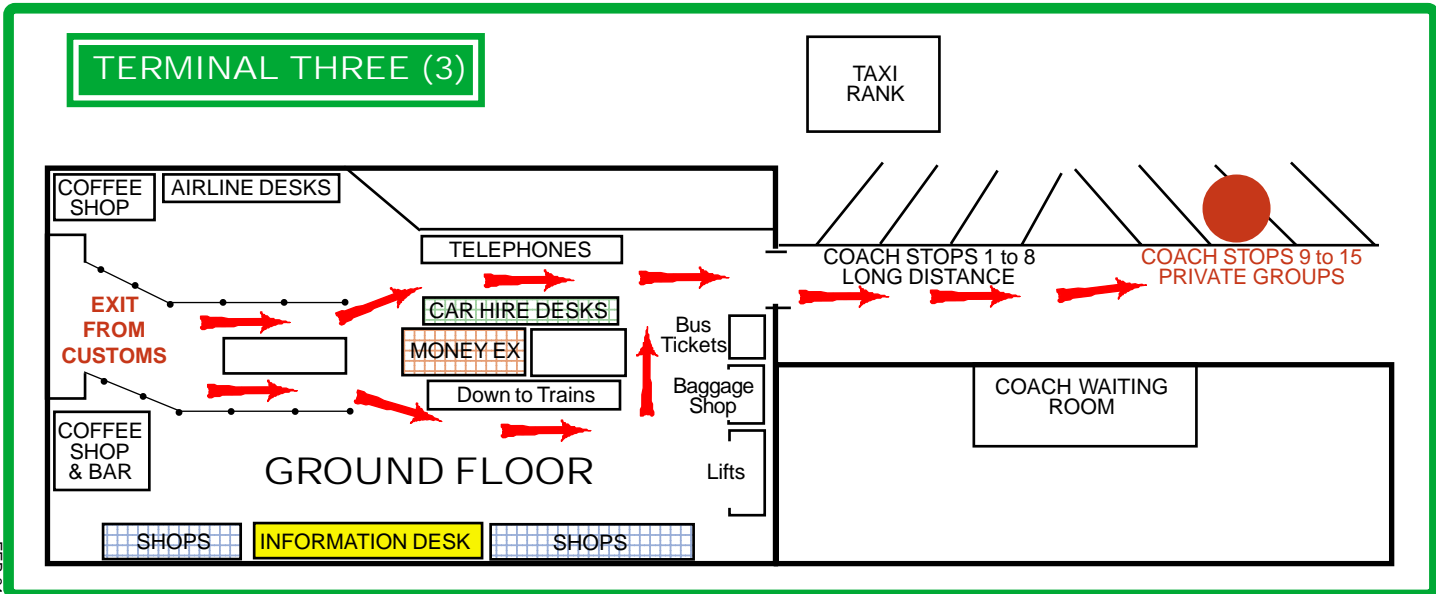 TERMINAL THREE (3)
TAXI
RANK
COFFEE
SHOP
AIRLINE DESKS
TELEPHONES
COACH STOPS 1 to 8
LONG DISTANCE
COACH STOPS 9 to 15
PRIVATE GROUPS
EXIT
FROM
CUSTOMS
CAR HIRE DESKS
MONEY EX
Down to Trains
Bus
Tickets
Baggage
Shop
Lifts
COACH WAITING
ROOM
COFFEE
SHOP
& BAR
GROUND FLOOR
SHOPS
INFORMATION DESK
SHOPS